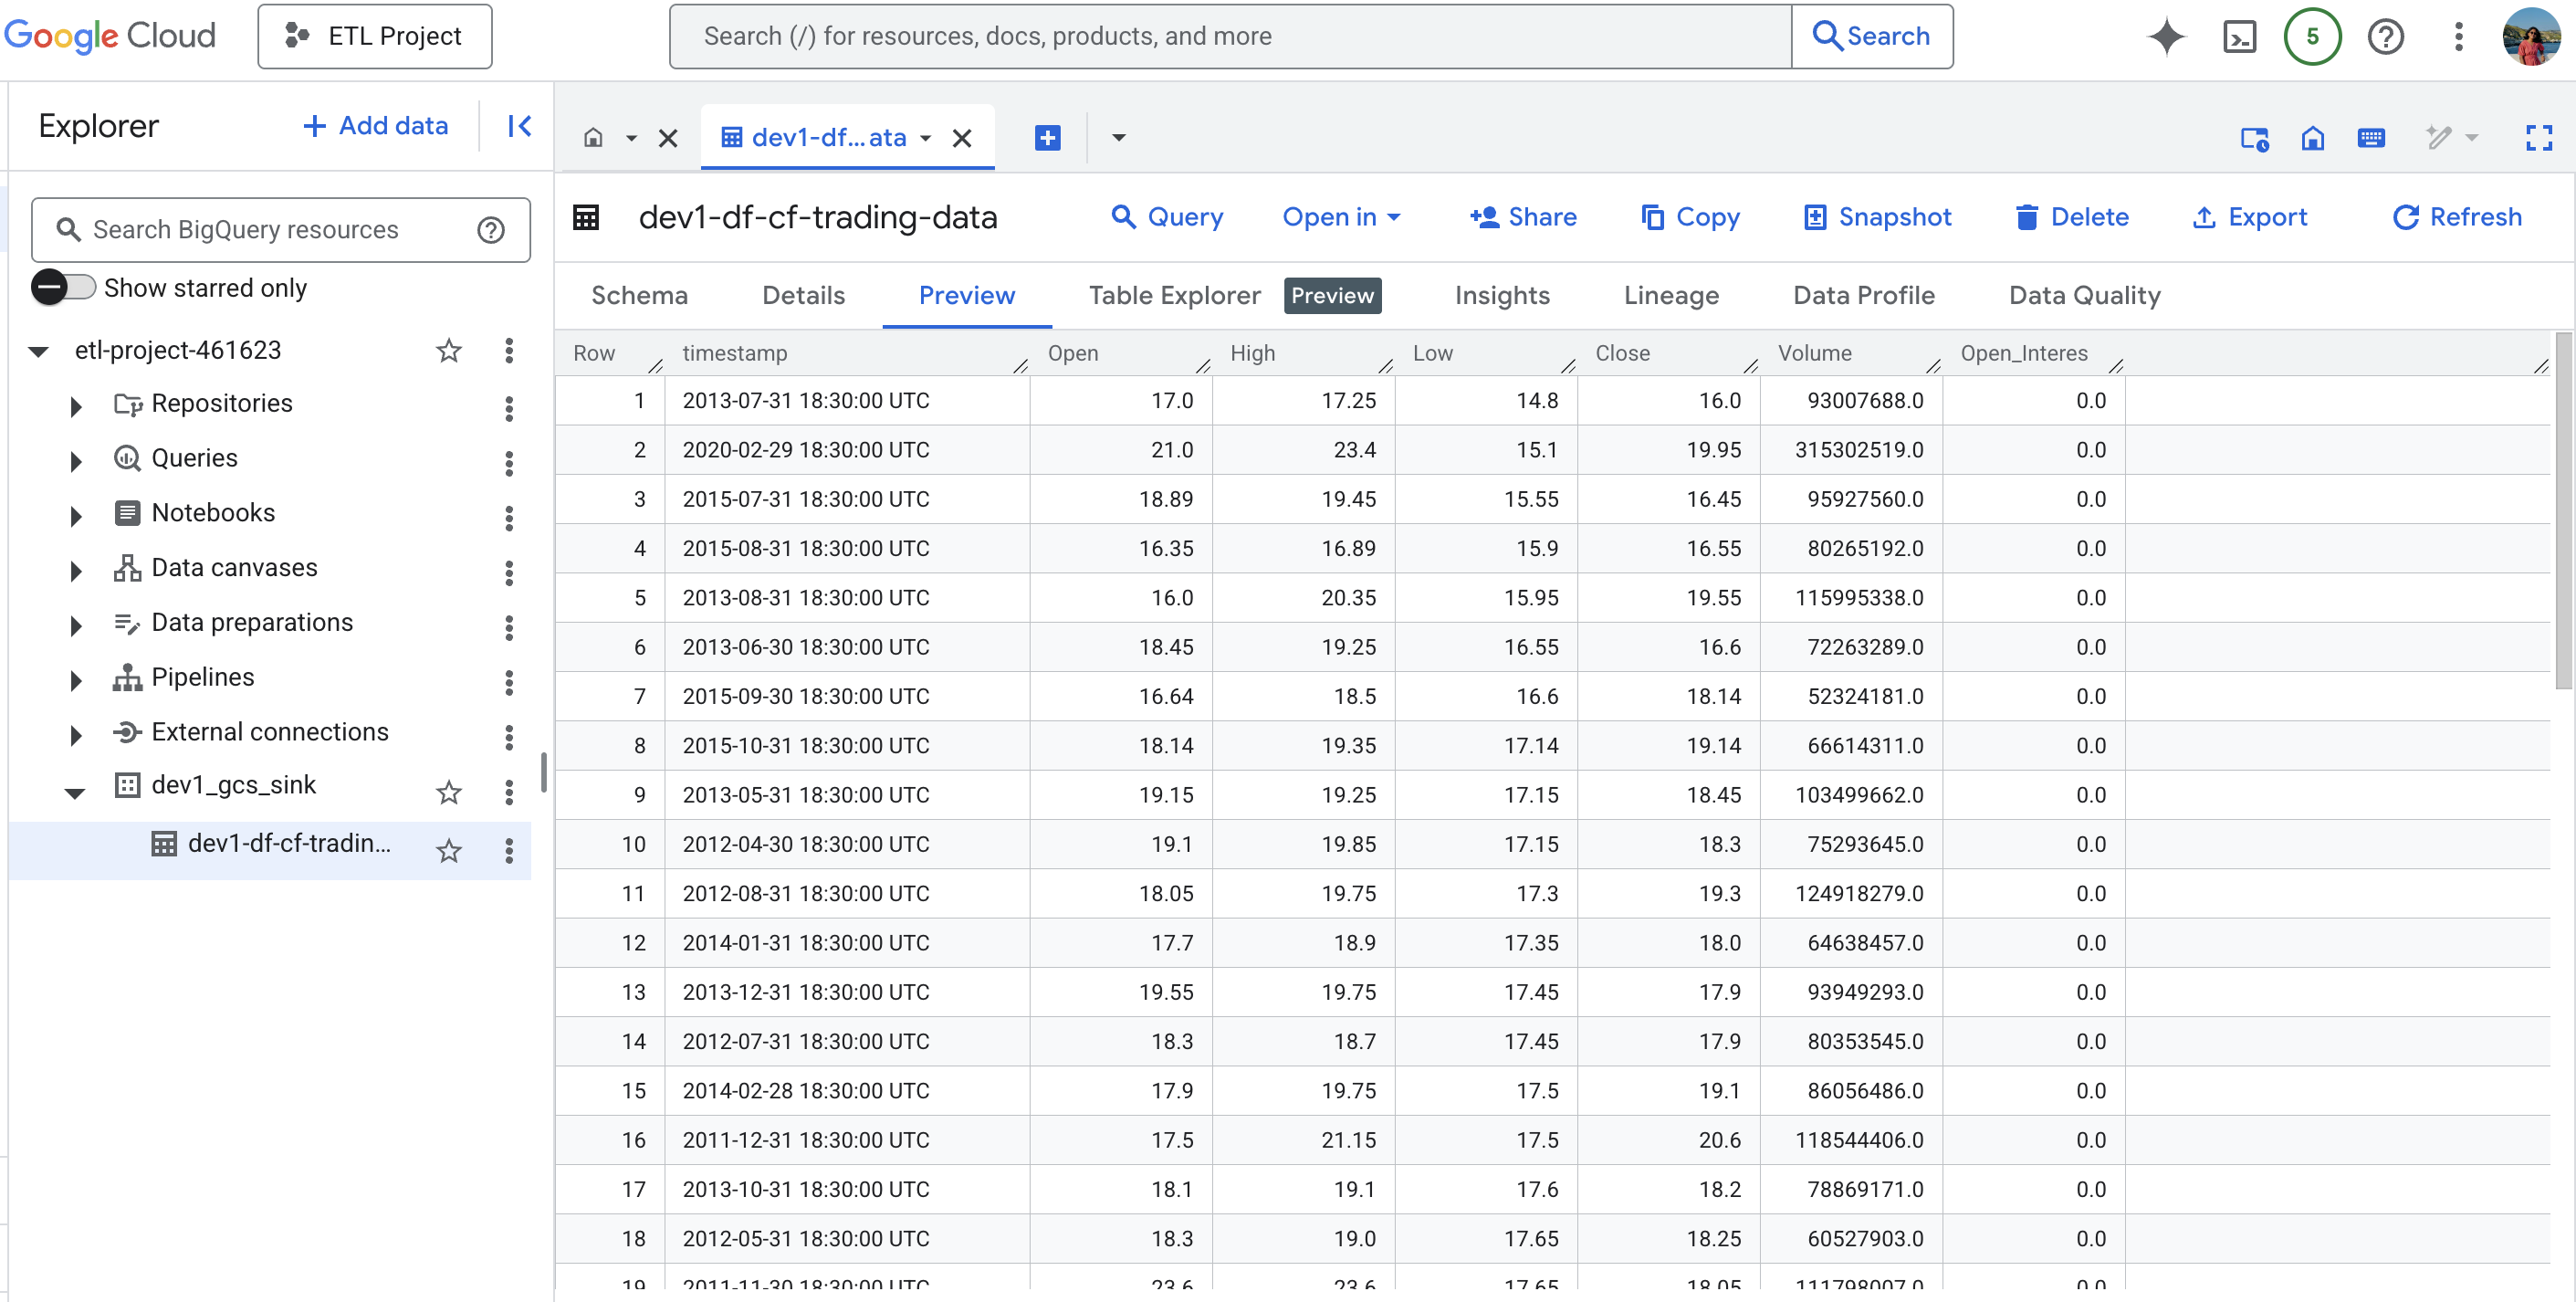 Google Cloud ETL Project Search (/) for resources, docs, products, and more Search 5
Explorer + Add data dev1-df...ata
dev1-df-cf-trading-data Query Open in Share Copy Snapshot Delete Export Refresh
Search BigQuery resources
Show starred only
Schema Details Preview Table Explorer Preview Insights Lineage Data Profile Data Quality
etl-project-461623
Repositories
Queries
Notebooks
Data canvases
Data preparations
Pipelines
External connections
dev1_gcs_sink
dev1-df-cf-tradin...
Row timestamp Open High Low Close Volume Open_Interes
1 2013-07-31 18:30:00 UTC 17.0 17.25 14.8 16.0 93007688.0 0.0
2 2020-02-29 18:30:00 UTC 21.0 23.4 15.1 19.95 315302519.0 0.0
3 2015-07-31 18:30:00 UTC 18.89 19.45 15.55 16.45 95927560.0 0.0
4 2015-08-31 18:30:00 UTC 16.35 16.89 15.9 16.55 80265192.0 0.0
5 2013-08-31 18:30:00 UTC 16.0 20.35 15.95 19.55 115995338.0 0.0
6 2013-06-30 18:30:00 UTC 18.45 19.25 16.55 16.6 72263289.0 0.0
7 2015-09-30 18:30:00 UTC 16.64 18.5 16.6 18.14 52324181.0 0.0
8 2015-10-31 18:30:00 UTC 18.14 19.35 17.14 19.14 66614311.0 0.0
9 2013-05-31 18:30:00 UTC 19.15 19.25 17.15 18.45 103499662.0 0.0
10 2012-04-30 18:30:00 UTC 19.1 19.85 17.15 18.3 75293645.0 0.0
11 2012-08-31 18:30:00 UTC 18.05 19.75 17.3 19.3 124918279.0 0.0
12 2014-01-31 18:30:00 UTC 17.7 18.9 17.35 18.0 64638457.0 0.0
13 2013-12-31 18:30:00 UTC 19.55 19.75 17.45 17.9 93949293.0 0.0
14 2012-07-31 18:30:00 UTC 18.3 18.7 17.45 17.9 80353545.0 0.0
15 2014-02-28 18:30:00 UTC 17.9 19.75 17.5 19.1 86056486.0 0.0
16 2011-12-31 18:30:00 UTC 17.5 21.15 17.5 20.6 118544406.0 0.0
17 2013-10-31 18:30:00 UTC 18.1 19.1 17.6 18.2 78869171.0 0.0
18 2012-05-31 18:30:00 UTC 18.3 19.0 17.65 18.25 60527903.0 0.0
19 2011-11-30 18:30:00 UTC 23.6 23.6 17.65 18.05 111798007.0 0.0